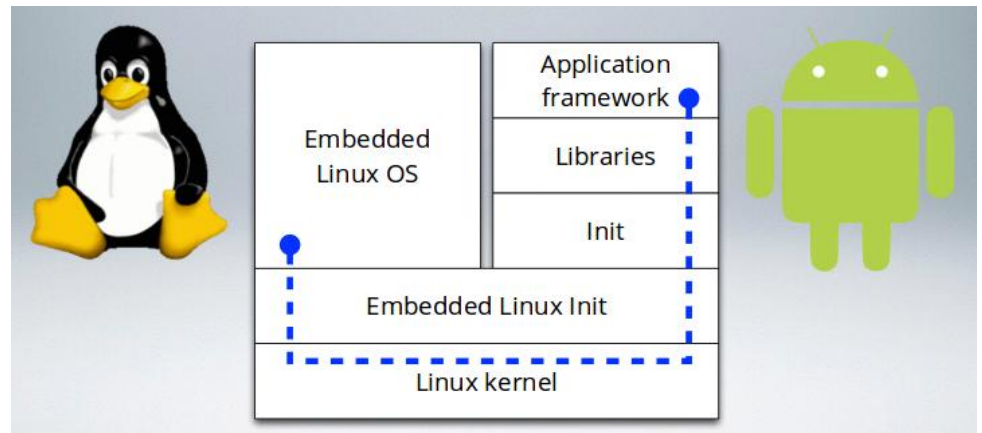 Embedded
Linux OS
Application
framework
Libraries
Init
Embedded Linux Init
Linux kernel